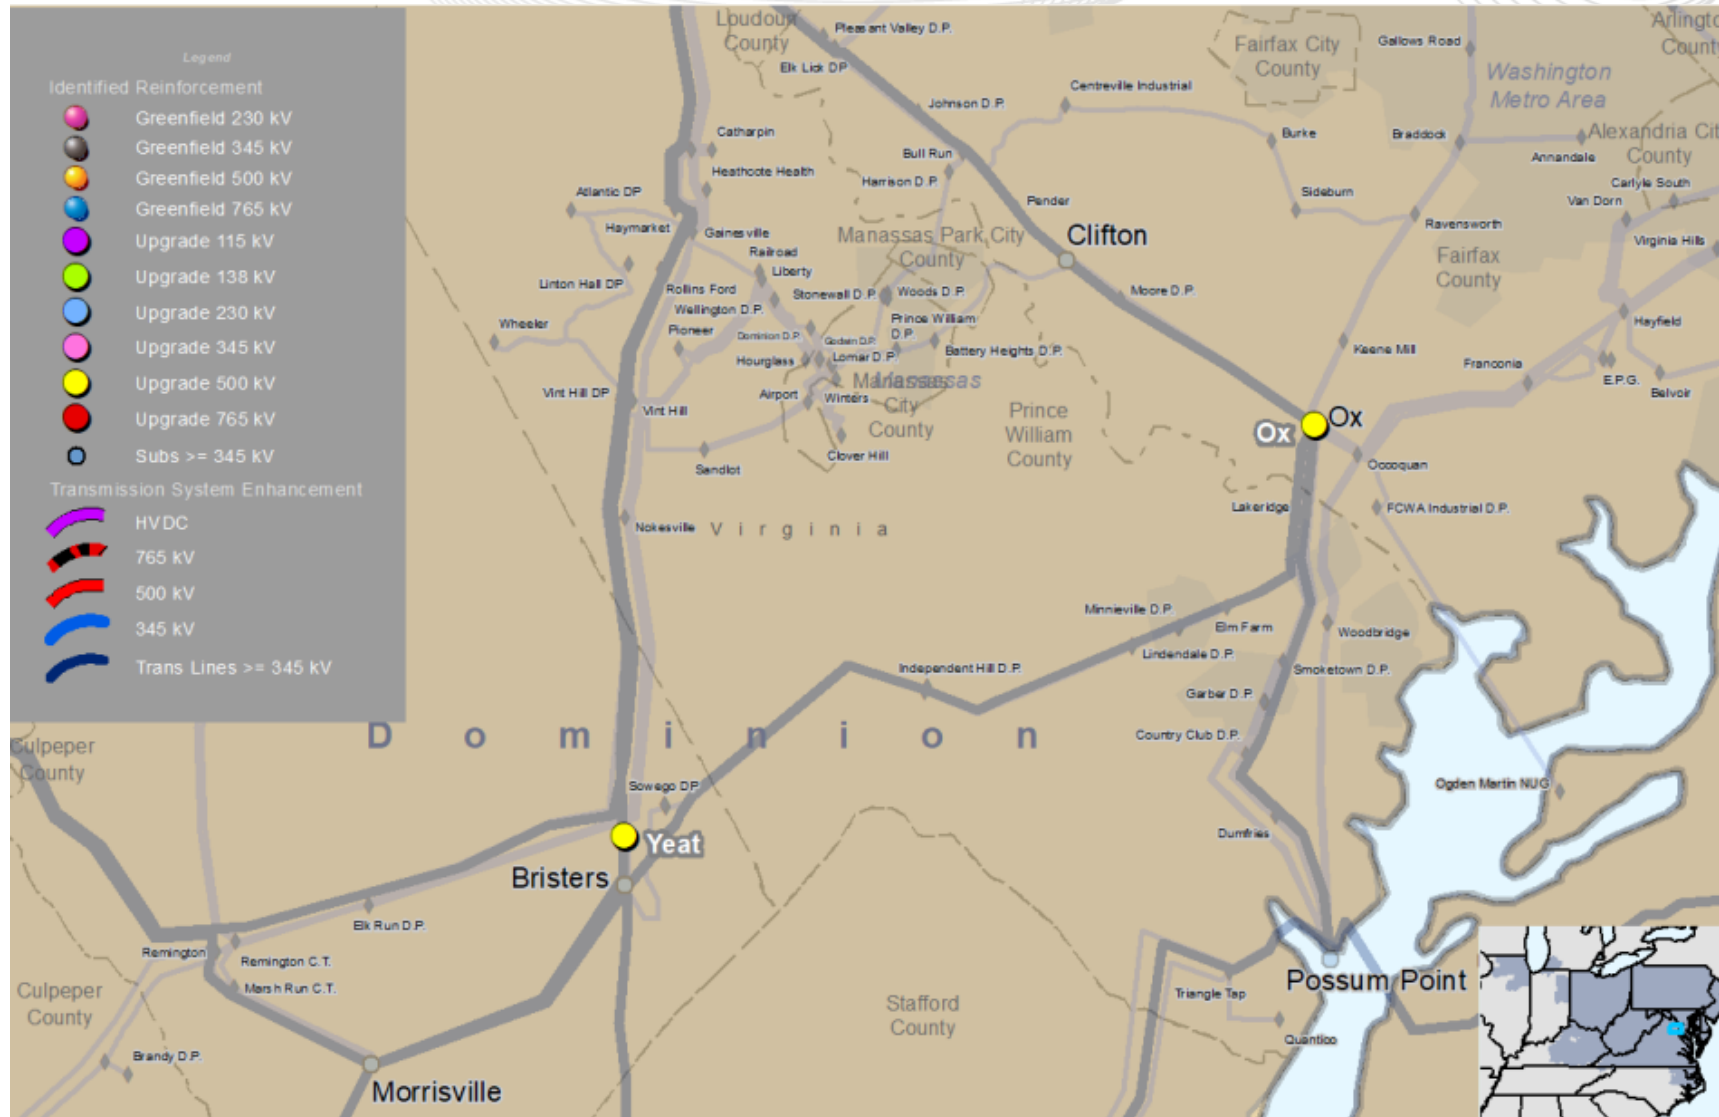 Legend
Identified Reinforcement
Greenfield 230 kV
Greenfield 345 kV
Greenfield 500 kV
Greenfield 765 kV
Upgrade 115 kV
Upgrade 138 kV
Upgrade 230 kV
Upgrade 345 kV
Upgrade 500 kV
Upgrade 765 kV
Subs >= 345 kV
Transmission System Enhancement
HVDC
765 kV
500 kV
345 kV
Trans Lines >= 345 kV
Loudoux
County
Pleasant Valley D.P.
Elk Lick DP
Johnson D.P.
Centreville Industrial
Fairfax City
County
Gallows Road
Arlingto
Count
Washington
Metro Area
Catharpin
Heathcote Health
Bull Run
Harrison D.P.
Burke
Braddock
Annandale
Alexandria Cit
County
Atlantic DP
Haymarket
Gainesville
Railroad
Liberty
Manassas Park City
County
Pender
Clifton
Sideburn
Ravensworth
Van Dorn
Carlyle South
Virginia Hills
Fairfax
County
Linton Hall DP
Rollins Ford
Wellington D.P.
Stonewall D.P.
Woods D.P.
Moore D.P.
Wheeler
Pioneer
Dominion D.P.
Godwin D.P.
Prince William
D.P.
Hourglass
Lomar D.P.
Battery Heights D.P.
Keene Mill
Hayfield
Franconia
E.P.G.
Belvoir
Vint Hill DP
Vint Hill
Airport
Winters
Manassas
Manassas
City
County
Prince
William
County
Sandlot
Clover Hill
Ox
Ox
Occoquan
Lakeridge
FCWA Industrial D.P.
Nokesville
Virginia
Minnieville D.P.
Elm Farm
Woodbridge
Lindendale D.P.
Independent Hill D.P.
Smoketown D.P.
Garber D.P.
Country Club D.P.
Dominion
Culpeper
County
Sowego DP
Ogden Martin NUG
Dumfries
Yeat
Bristers
Elk Run D.P.
Remington
Remington C.T.
Marsh Run C.T.
Possum Point
Triangle Tap
Quantico
Culpeper
County
Stafford
County
Brandy D.P.
Morrisville